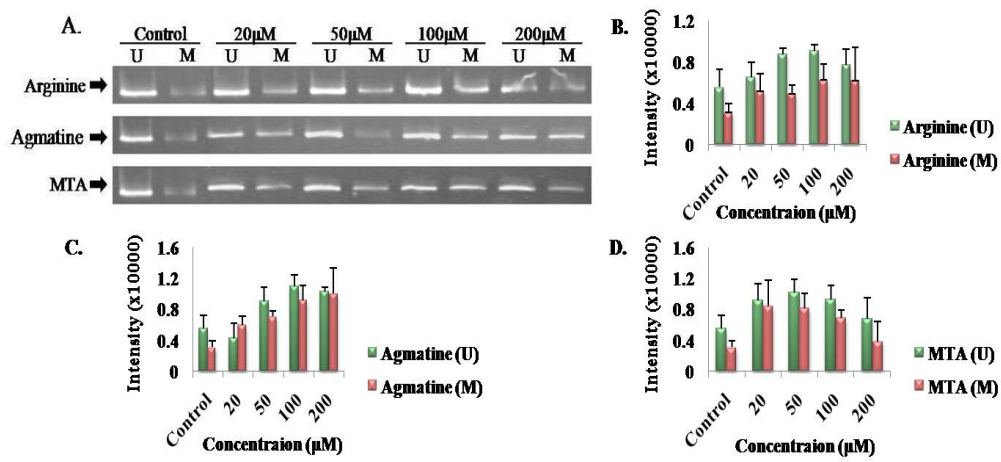 A.
Control 20μM 50μM 100μM 200μM
U M U M U M U M U M
Arginine
Agmatine
MTA
B.
Intensity (x10000)
1.2
0.8
0.4
0
Control 20 50 100 200
Concentraion (μM)
Arginine (U)
Arginine (M)
C.
Intensity (x10000)
1.6
1.2
0.8
0.4
0
Control 20 50 100 200
Concentraion (μM)
Agmatine (U)
Agmatine (M)
D.
Intensity (x10000)
1.6
1.2
0.8
0.4
0
Control 20 50 100 200
Concentraion (μM)
MTA (U)
MTA (M)